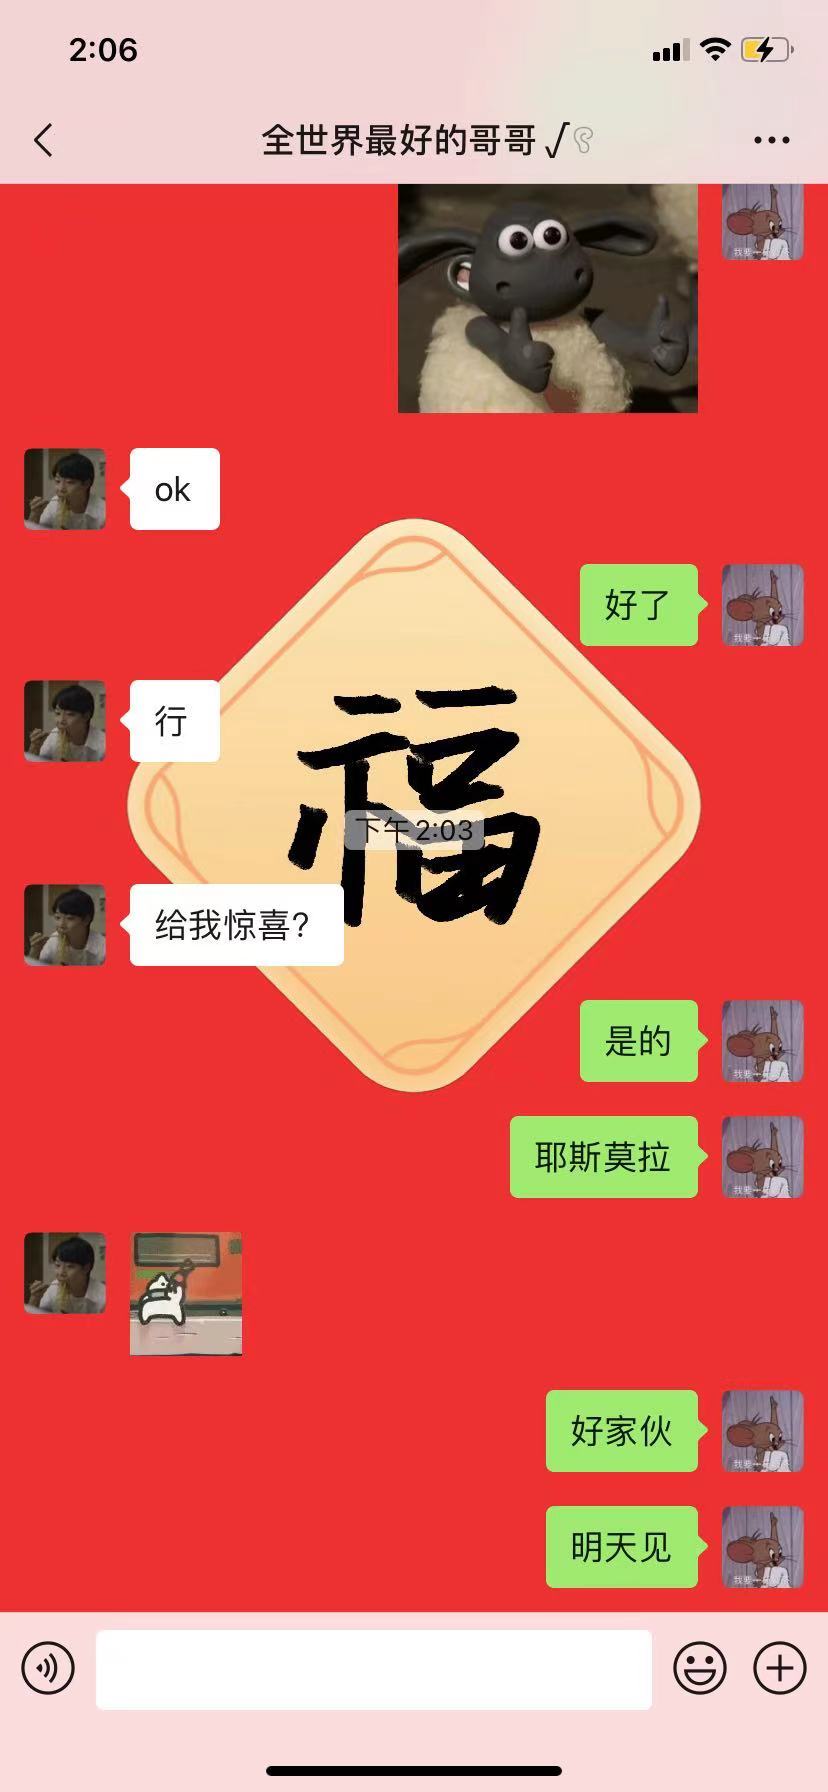 2:06
全世界最好的哥哥√
ok
好了
行
福
下午 2:03
给我惊喜?
是的
耶斯莫拉
好家伙
明天见